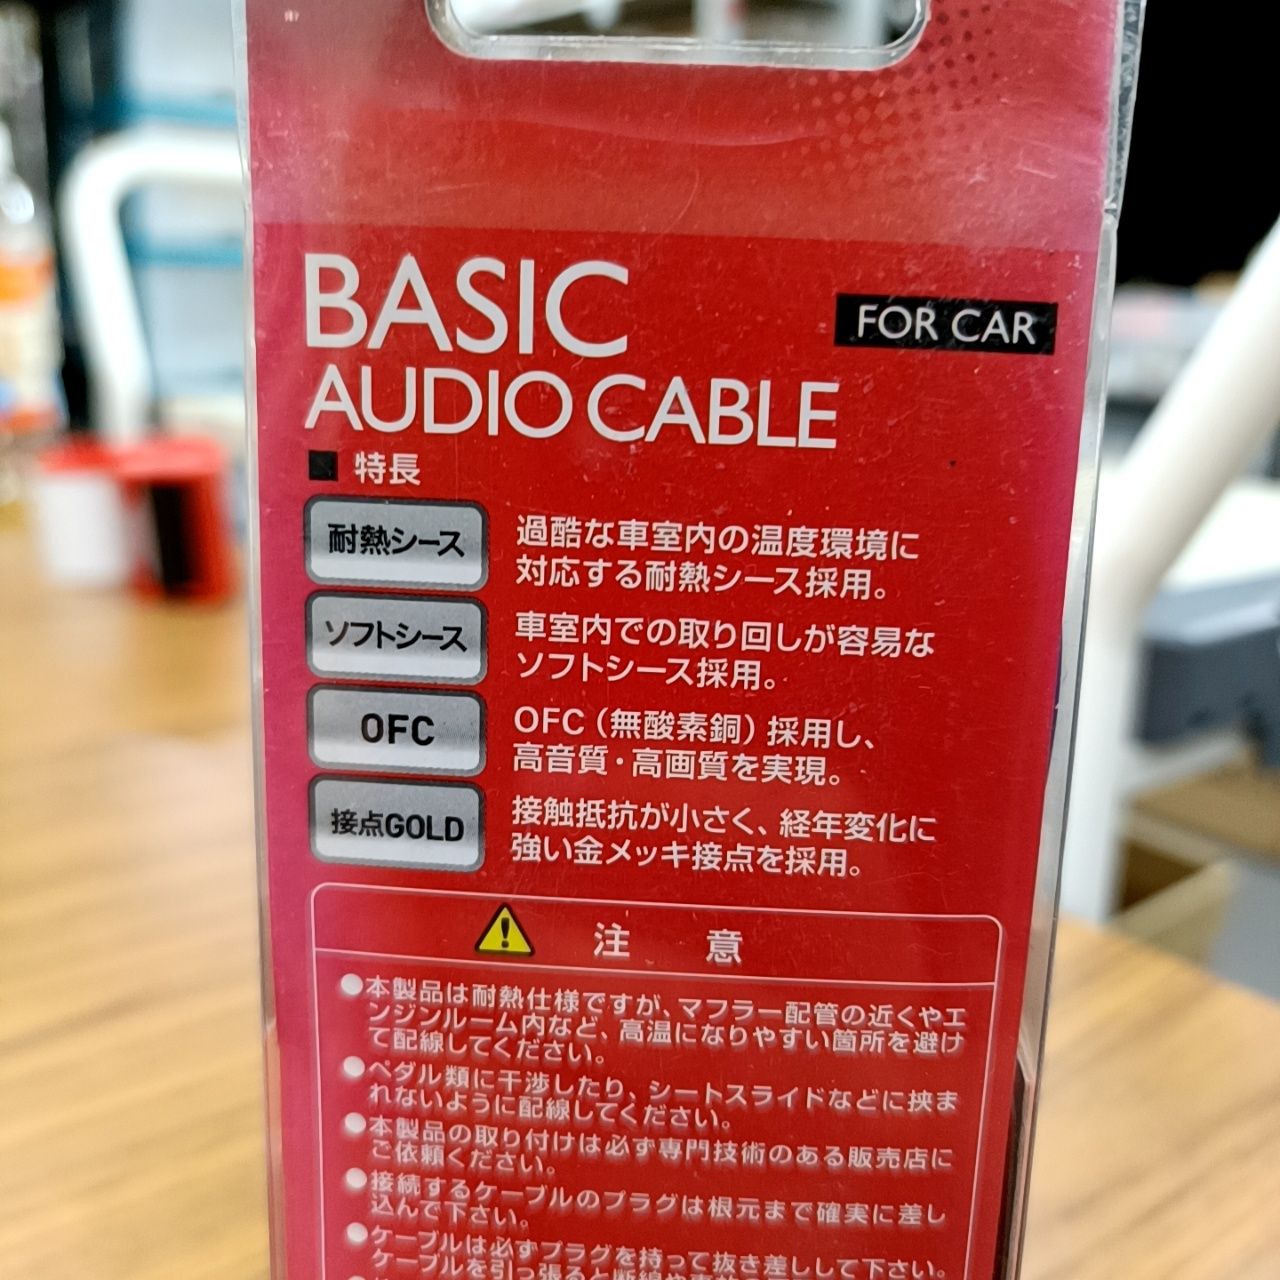 BASIC
FOR CAR
AUDIO CABLE
■ 特長
耐熱シース
過酷な車室内の温度環境に
対応する耐熱シース採用。
ソフトシース
車室内での取り回しが容易な
ソフトシース採用。
OFC
OFC（無酸素銅）採用し、
高音質・高画質を実現。
接点GOLD
接触抵抗が小さく、経年変化に
強い金メッキ接点を採用。
注 意
●本製品は耐熱仕様ですが、マフラー配管の近くやエ
ンジンルーム内など、高温になりやすい箇所を避け
て配線してください。
●ペダル類に干渉したり、シートスライドなどに挟ま
れないように配線してください。
●本製品の取り付けは必ず専門技術のある販売店に
ご依頼ください。
●接続するケーブルのプラグは根元まで確実に差し
込んで下さい。
●ケーブルは必ずプラグを持って抜き差しして下さい。
ケーブルを引っ張ると断線や